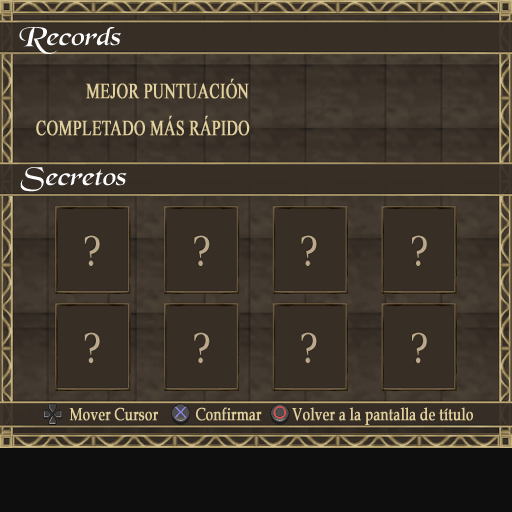 Records
MEJOR PUNTUACIÓN
COMPLETADO MÁS RÁPIDO
Secretos
? ? ? ?
? ? ? ?
Mover Cursor Confirmar Volver a la pantalla de título